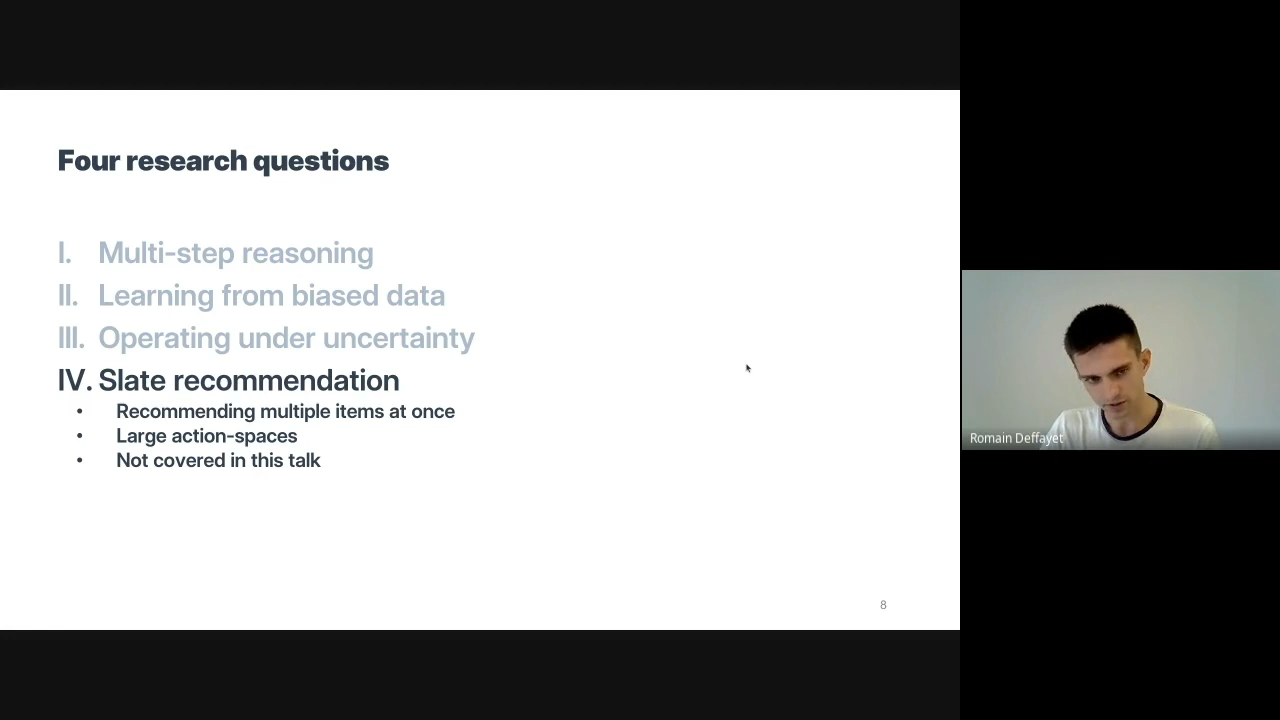 Four research questions
I. Multi-step reasoning
II. Learning from biased data
III. Operating under uncertainty
IV. Slate recommendation
• Recommending multiple items at once
• Large action-spaces
• Not covered in this talk
8
Romain Deffayet